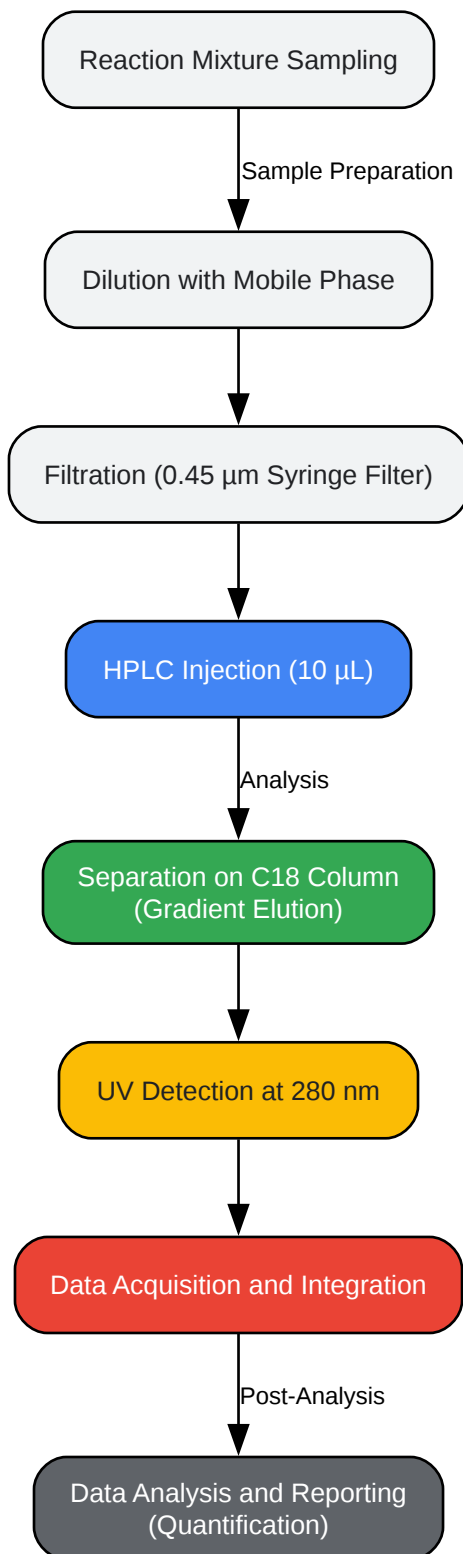 Reaction Mixture Sampling
Sample Preparation
Dilution with Mobile Phase
Filtration (0.45 µm Syringe Filter)
HPLC Injection (10 µL)
Analysis
Separation on C18 Column
(Gradient Elution)
UV Detection at 280 nm
Data Acquisition and Integration
Post-Analysis
Data Analysis and Reporting
(Quantification)